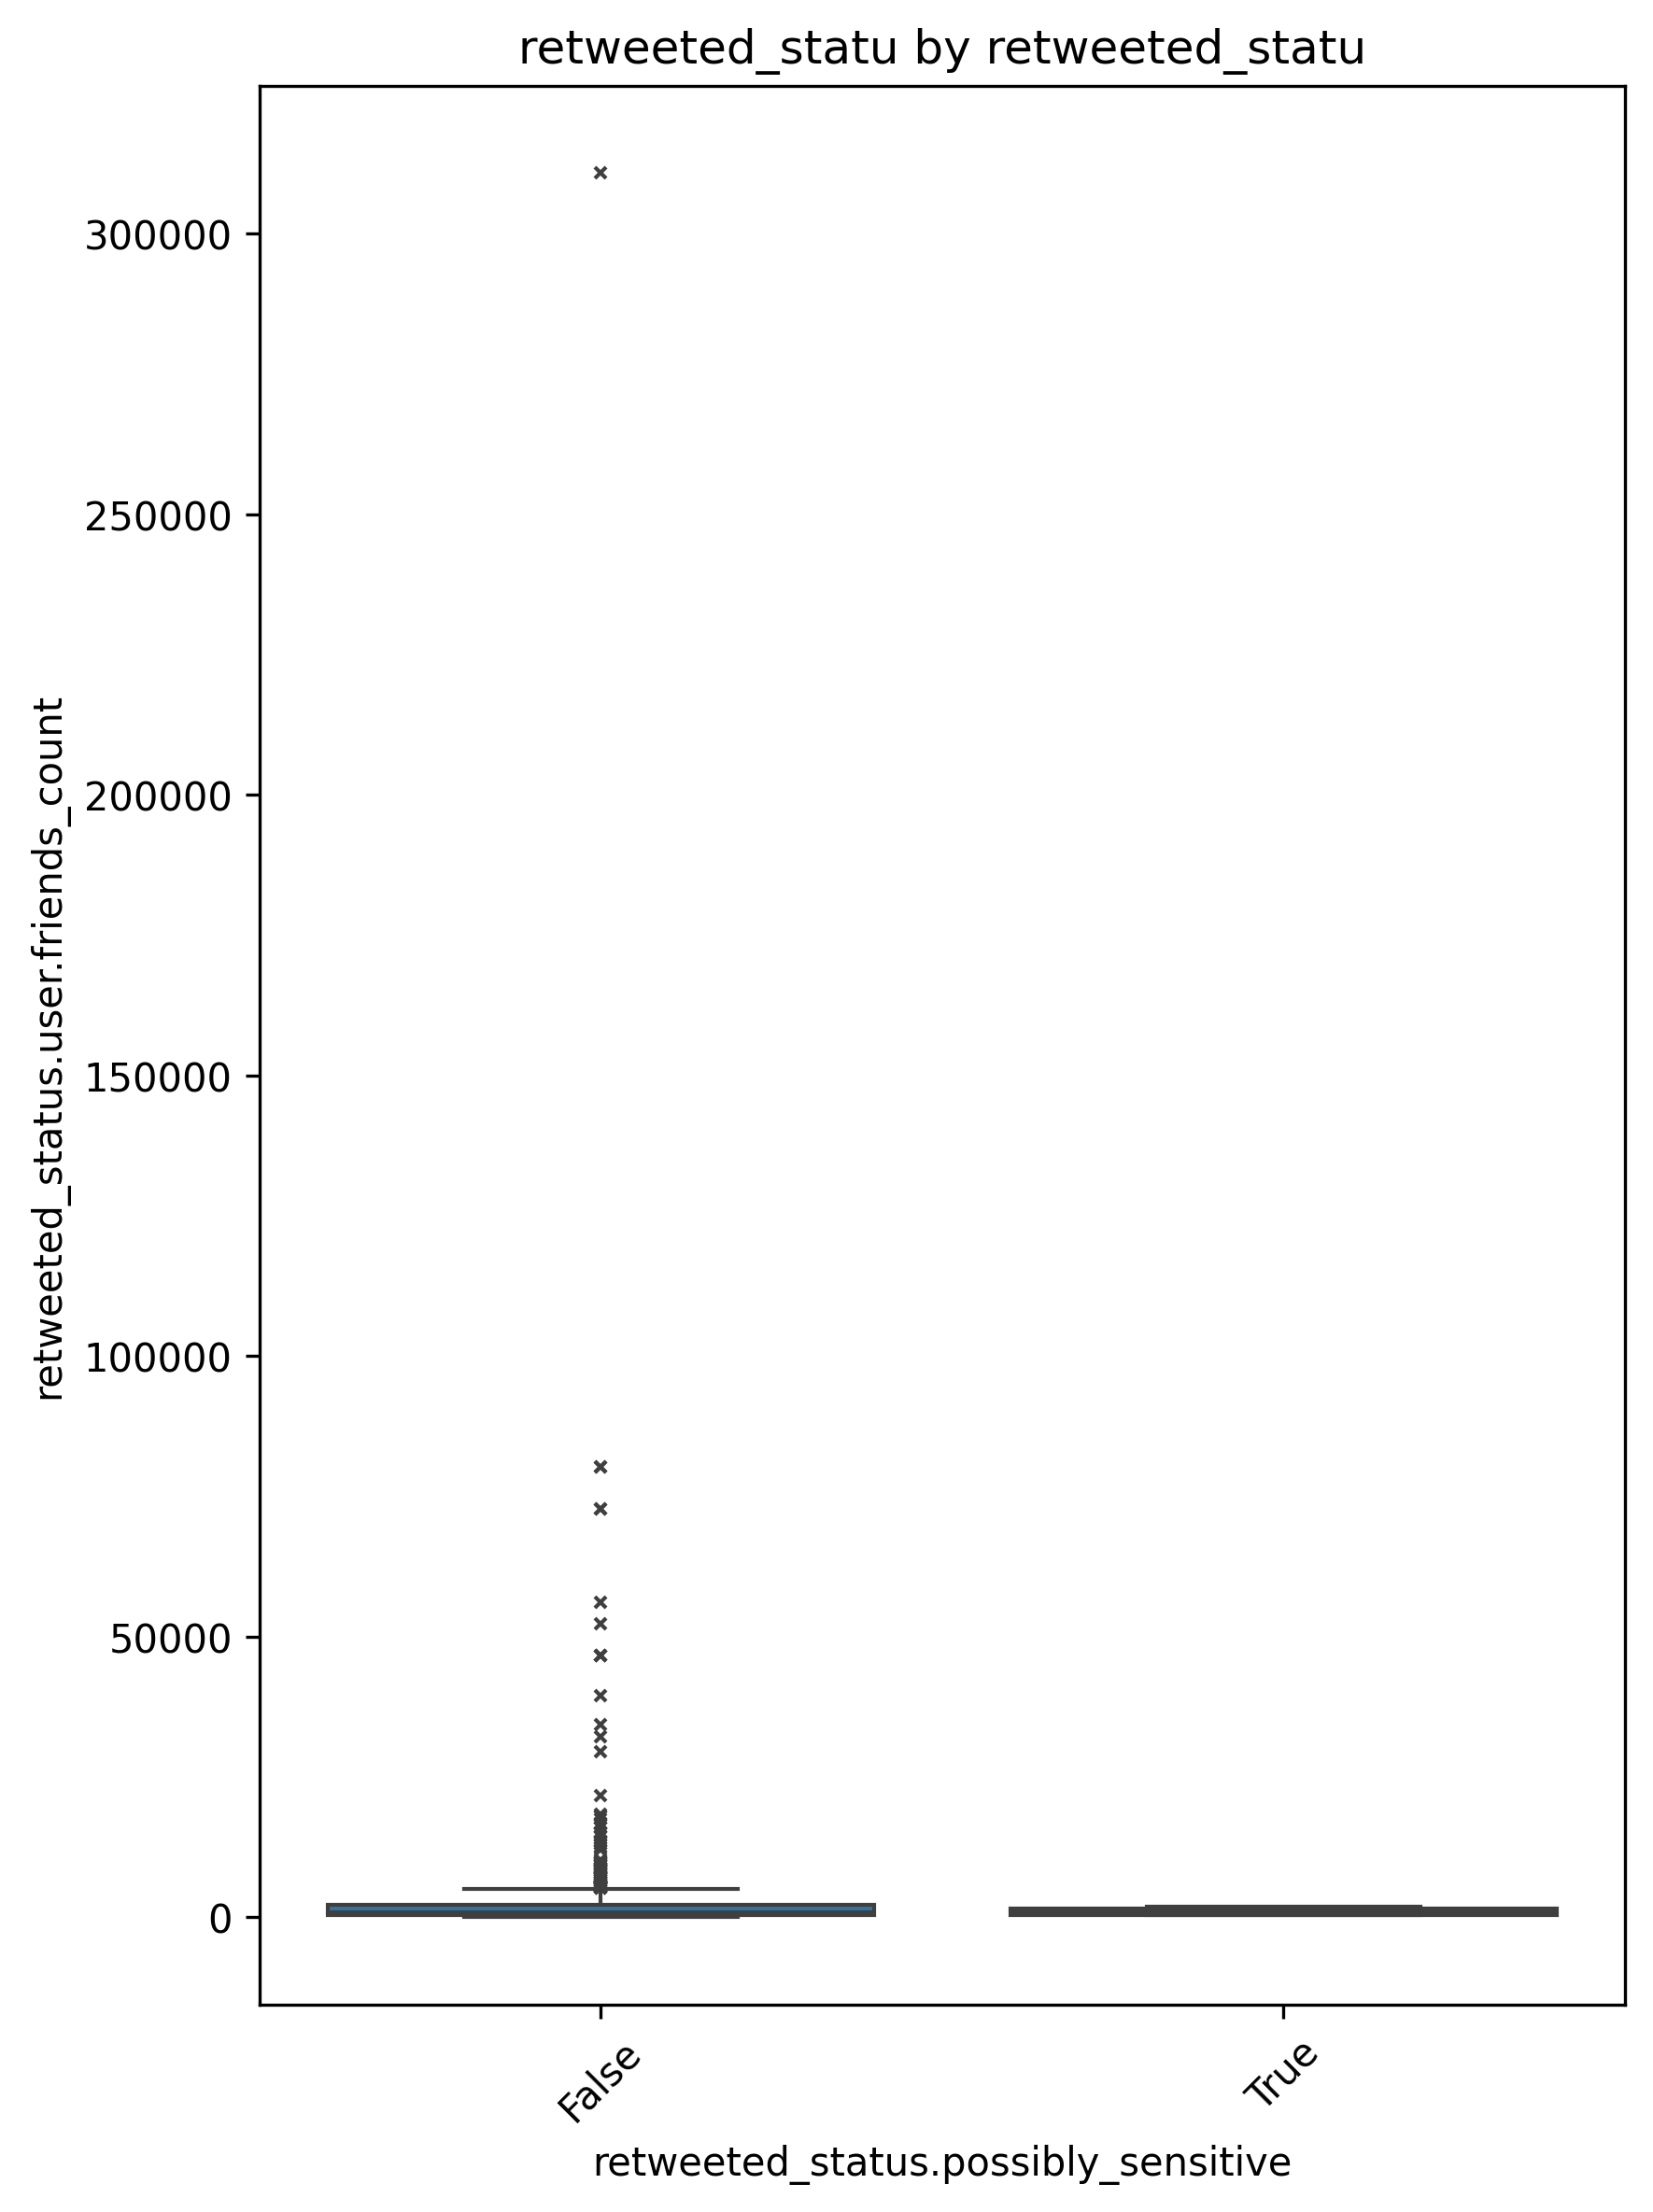 retweeted_statu by retweeted_statu
300000
250000
200000
150000
100000
50000
0
retweeted_status.user.friends_count
False
True
retweeted_status.possibly_sensitive